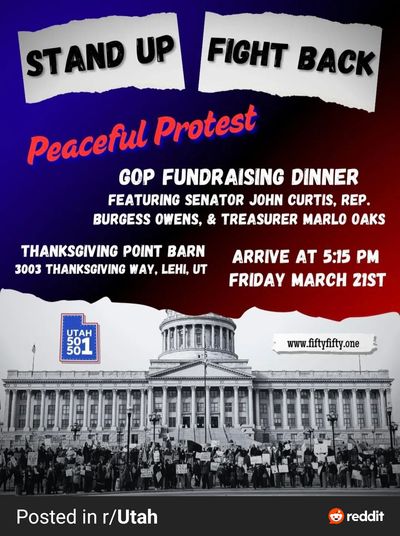 STAND UP
FIGHT BACK
Peaceful Protest
GOP FUNDRAISING DINNER
FEATURING SENATOR JOHN CURTIS, REP.
BURGESS OWENS, & TREASURER MARLO OAKS
THANKSGIVING POINT BARN
3003 THANKSGIVING WAY, LEHI, UT
ARRIVE AT 5:15 PM
FRIDAY MARCH 21ST
UTAH
50
501
www.fiftyfifty.one
Posted in r/Utah
reddit